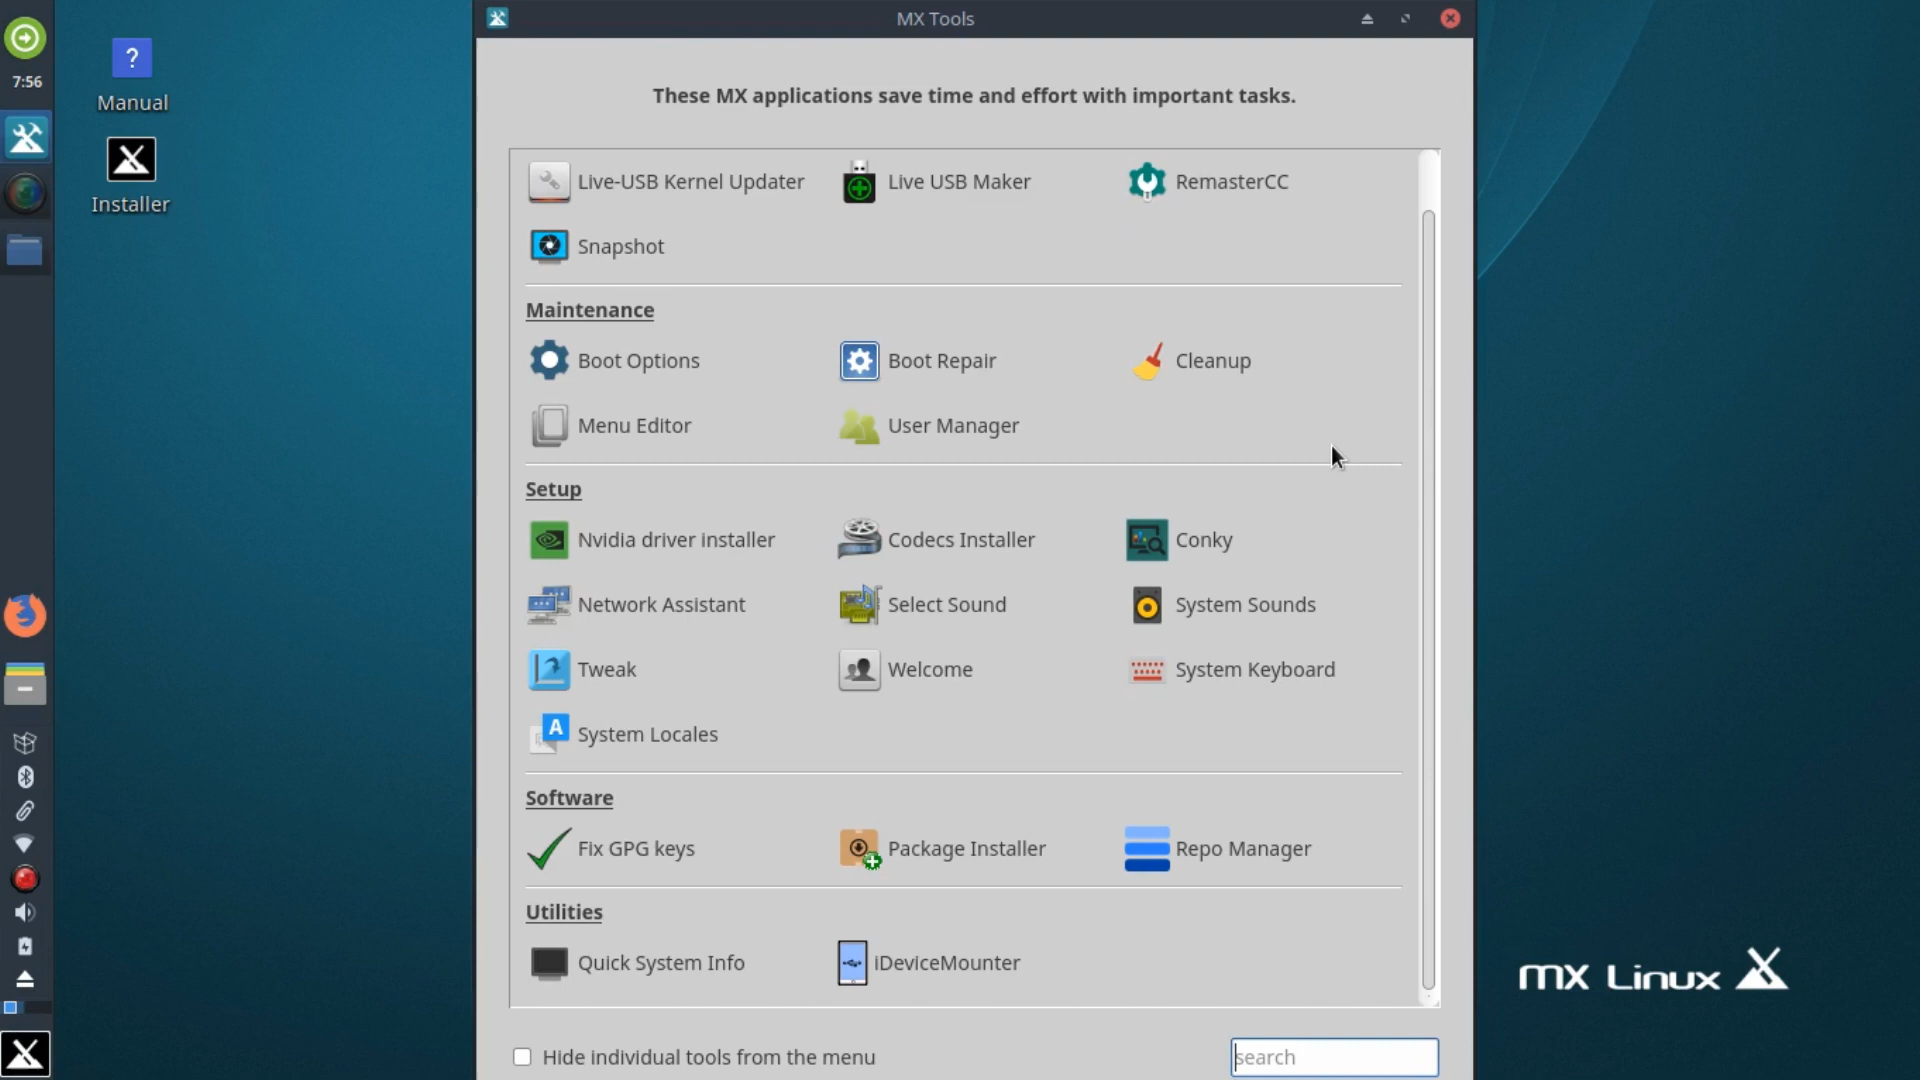 MX Tools
7:56
Manual
Installer
These MX applications save time and effort with important tasks.
Live-USB Kernel Updater
Live USB Maker
RemasterCC
Snapshot
Maintenance
Boot Options
Boot Repair
Cleanup
Menu Editor
User Manager
Setup
Nvidia driver installer
Codecs Installer
Conky
Network Assistant
Select Sound
System Sounds
Tweak
Welcome
System Keyboard
System Locales
Software
Fix GPG keys
Package Installer
Repo Manager
Utilities
Quick System Info
iDeviceMounter
Hide individual tools from the menu
search
MX Linux